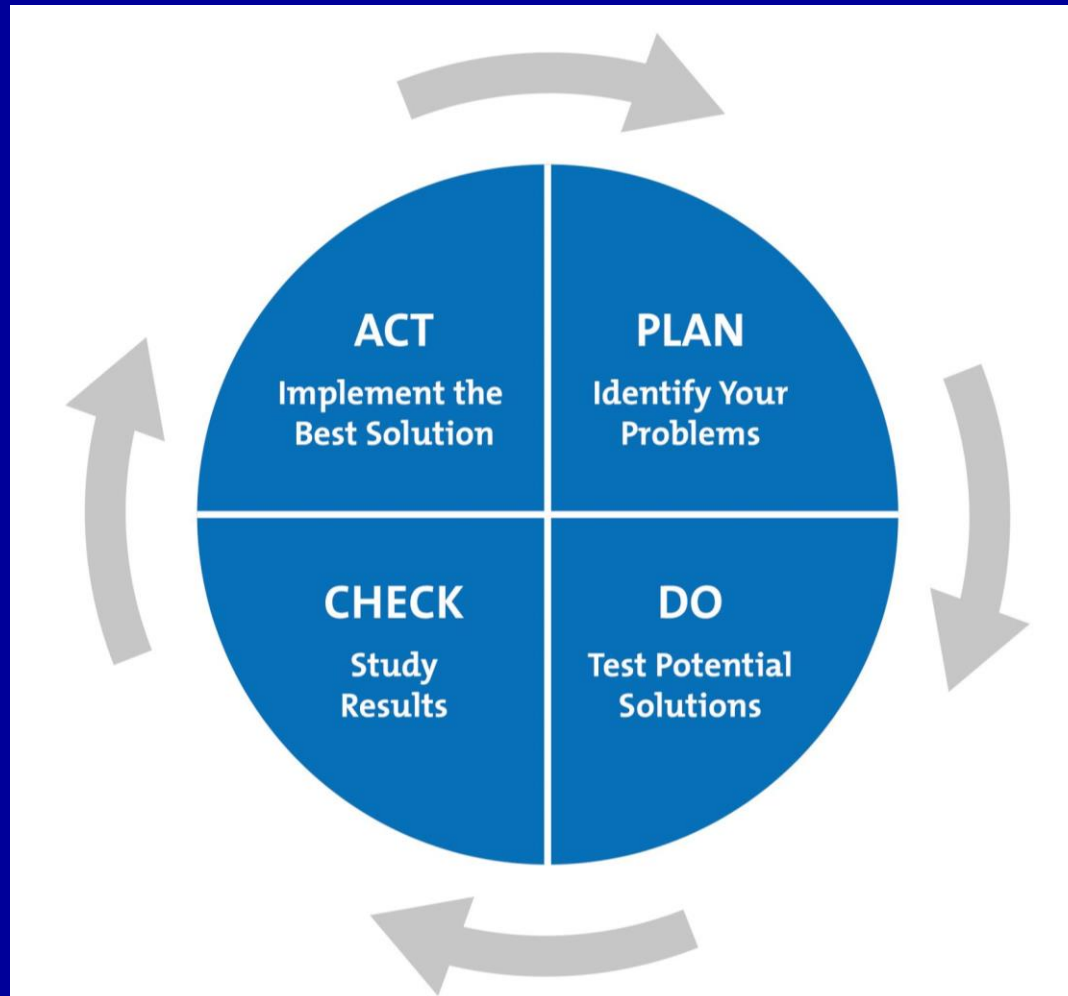 ACT
Implement the
Best Solution
PLAN
Identify Your
Problems
CHECK
Study
Results
DO
Test Potential
Solutions